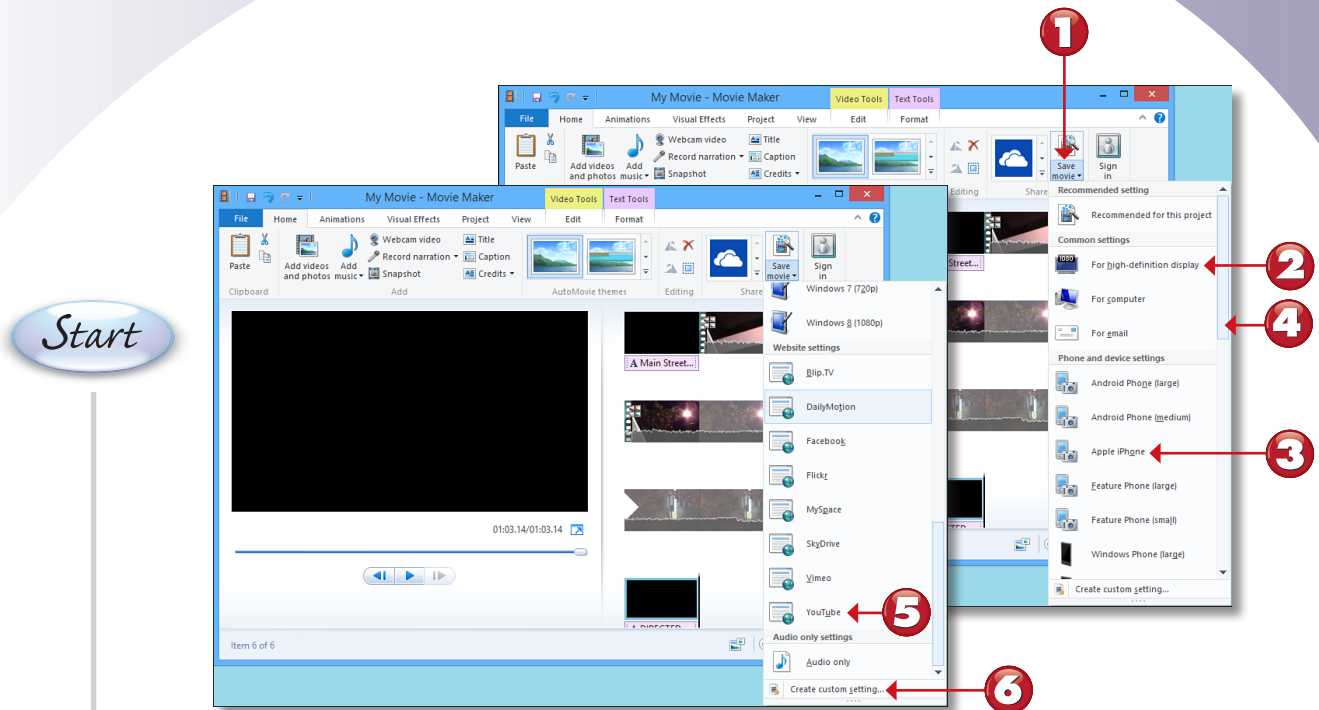 Start
1
My Movie - Movie Maker
Video Tools
Text Tools
File
Home
Animations
Visual Effects
Project
View
Edit
Format
Paste
Add videos
and photos
Add
music
Webcam video
Record narration
Snapshot
Title
Caption
Credits
Editing
Share
Save
movie
Sign
in
Recommended setting
Recommended for this project
Common settings
For high-definition display
2
For computer
4
For email
Phone and device settings
Android Phone (large)
Android Phone (medium)
Apple iPhone
3
Feature Phone (large)
Feature Phone (small)
Windows Phone (large)
Create custom setting...
Street...
My Movie - Movie Maker
Video Tools
Text Tools
File
Home
Animations
Visual Effects
Project
View
Edit
Format
Paste
Clipboard
Add videos
and photos
Add
music
Webcam video
Record narration
Snapshot
Add
Title
Caption
Credits
AutoMovie themes
Editing
Share
Save
movie
Sign
in
A Main Street...
01:03.14/01:03.14
Item 6 of 6
Windows 7 (720p)
Windows 8 (1080p)
Website settings
Blip.TV
DailyMotion
Facebook
Flickr
MySpace
SkyDrive
Vimeo
YouTube
5
Audio only settings
Audio only
Create custom setting...
6